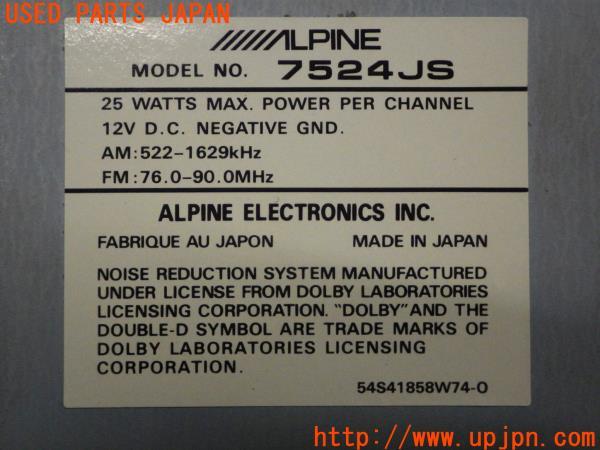 USED PARTS JAPAN
ALPINE
MODEL NO. 7524JS
25 WATTS MAX. POWER PER CHANNEL
12V D.C. NEGATIVE GND.
AM:522-1629kHz
FM:76.0-90.0MHz
ALPINE ELECTRONICS INC.
FABRIQUE AU JAPON MADE IN JAPAN
NOISE REDUCTION SYSTEM MANUFACTURED
UNDER LICENSE FROM DOLBY LABORATORIES
LICENSING CORPORATION. "DOLBY" AND THE
DOUBLE-D SYMBOL ARE TRADE MARKS OF
DOLBY LABORATORIES LICENSING
CORPORATION
54S41858W74-O
http://www.upjpn.com/